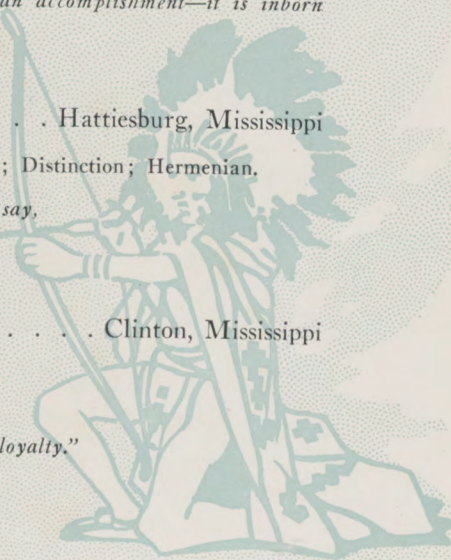 an accomplishment—it is inborn
. . Hattiesburg, Mississippi
; Distinction; Hermenian.
say,
. . . . Clinton, Mississippi
loyalty."